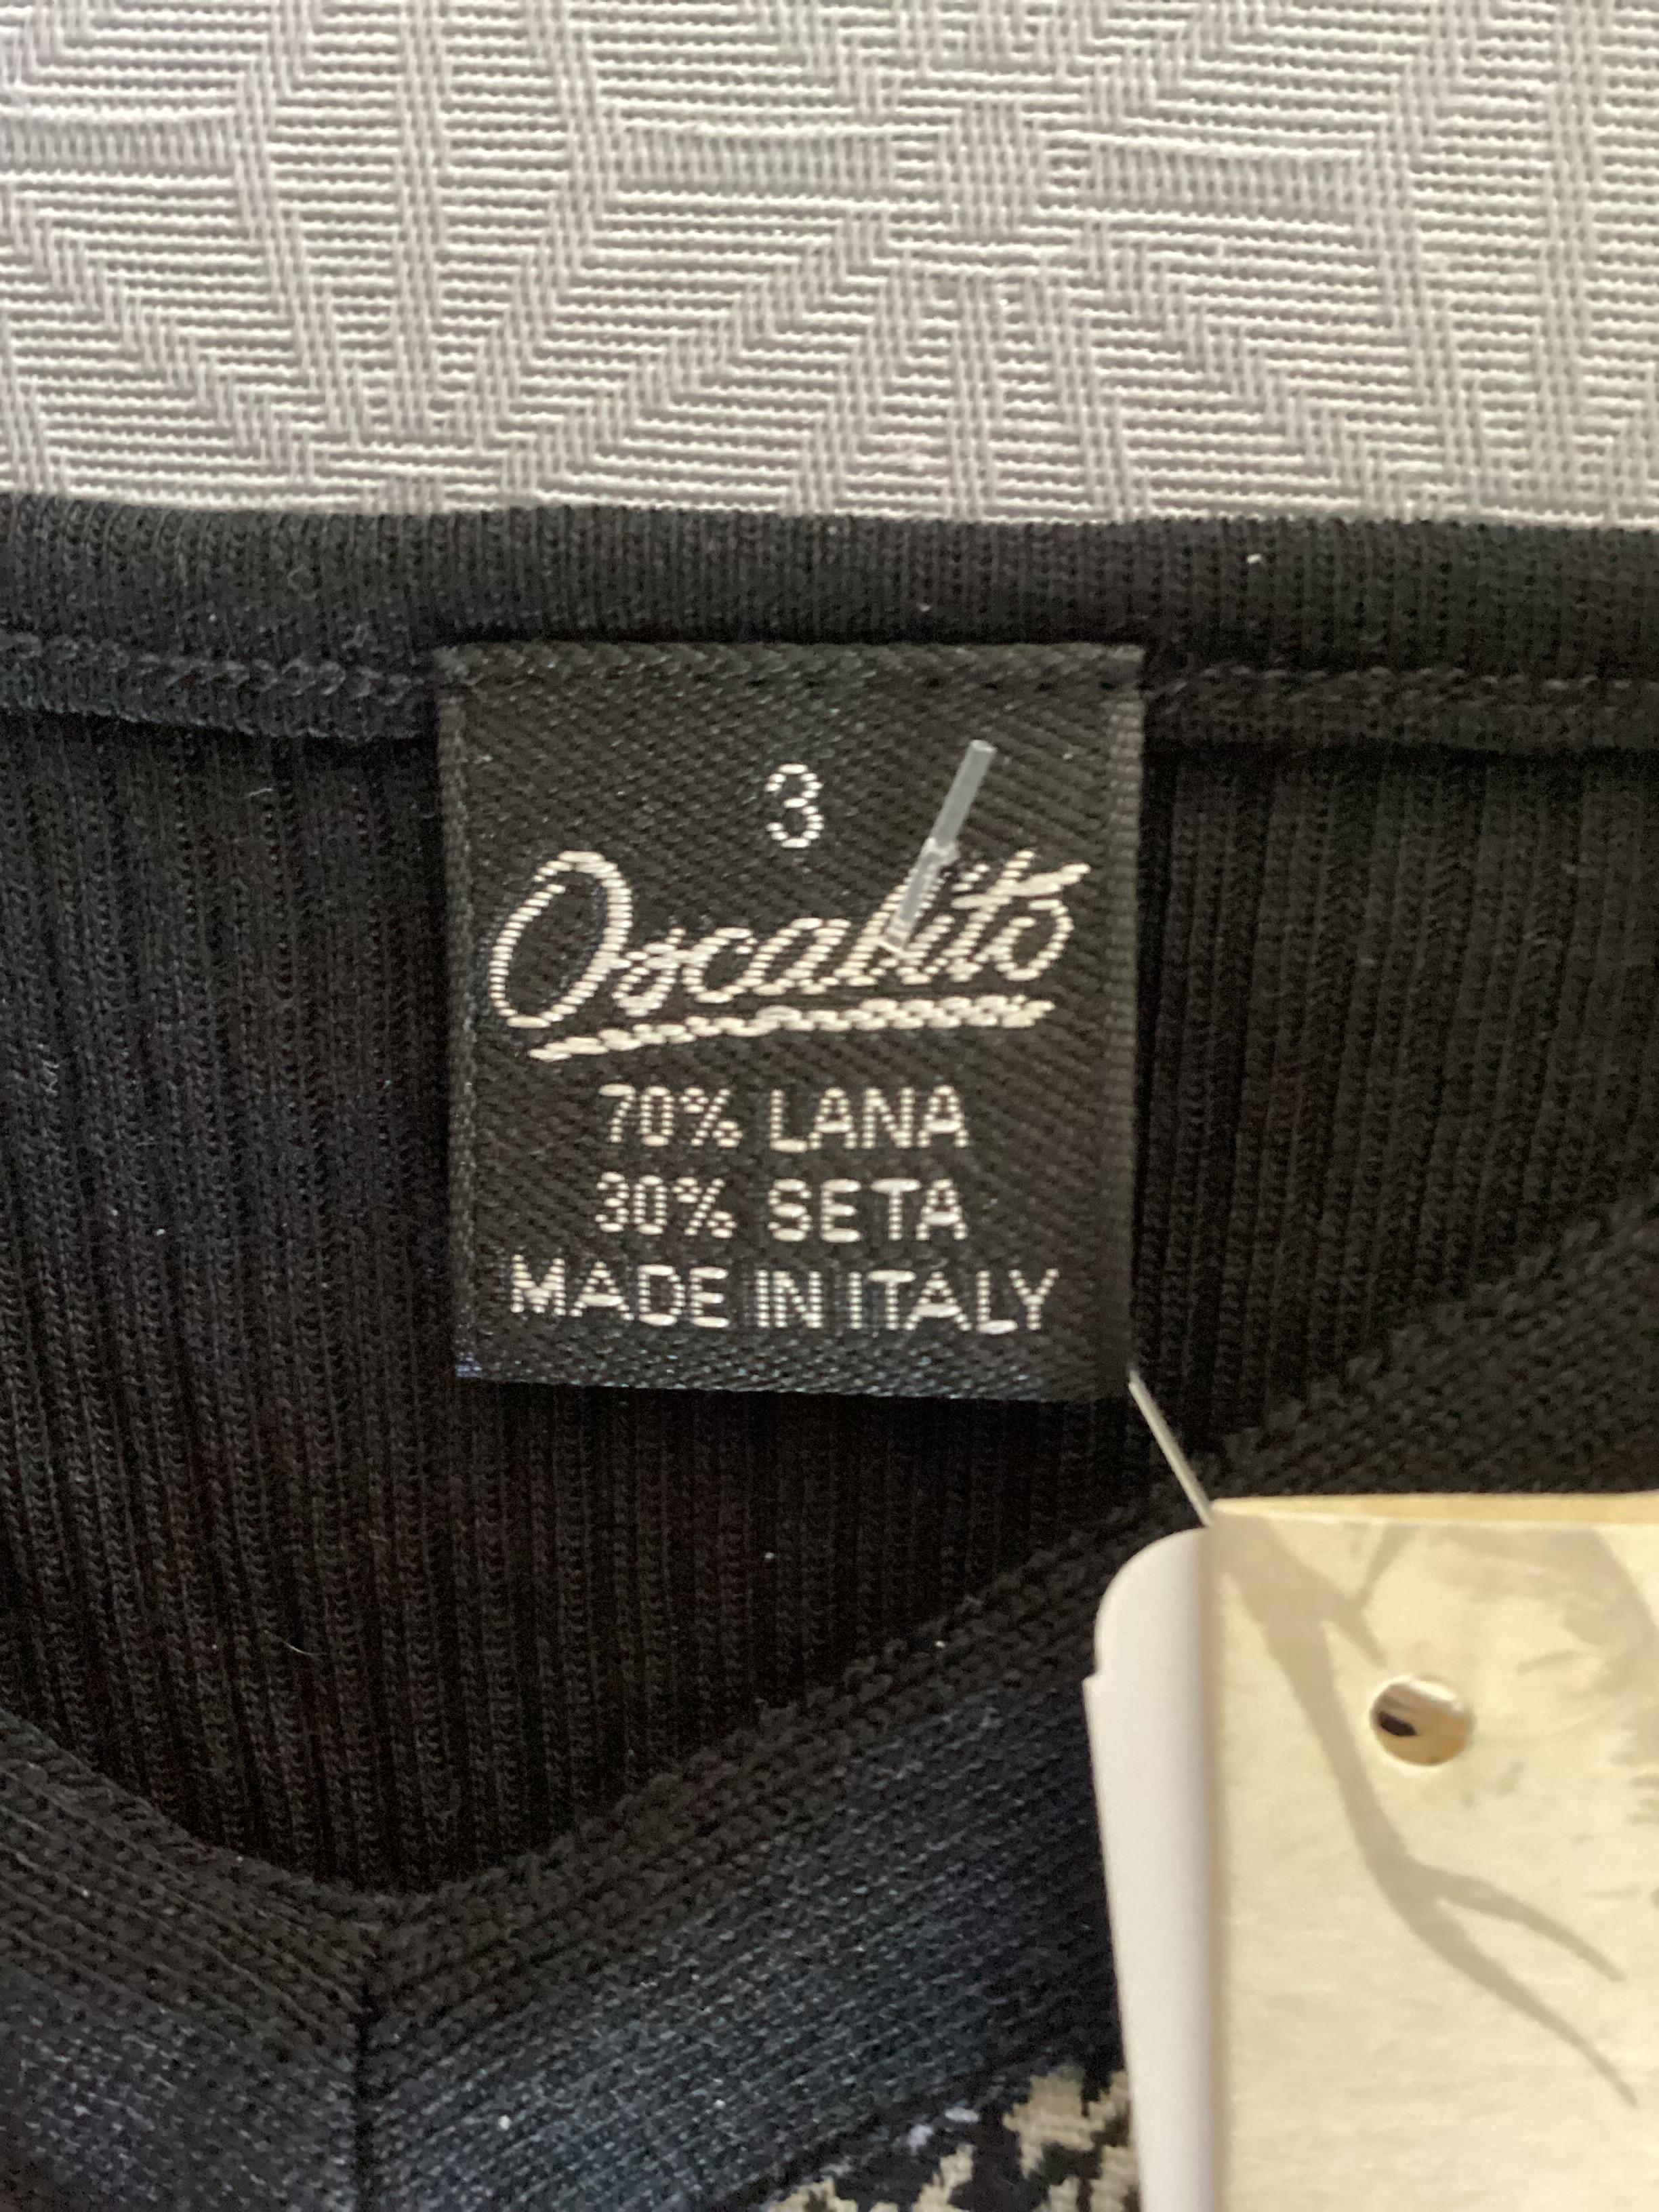 3
Oscalito
70% LANA
30% SETA
MADE IN ITALY